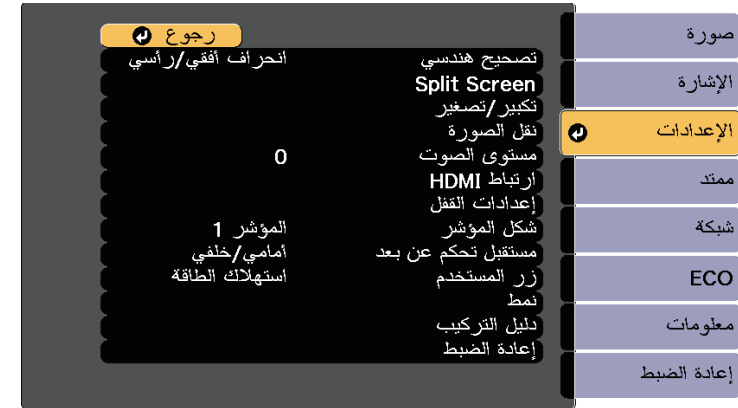 صورة
الإشارة
الإعدادات
ممتد
شبكة
ECO
معلومات
إعادة الضبط
رجوع
تصحيح هندسي انحراف أفقي/رأسي
Split Screen
تكبير/تصغير
نقل الصورة
مستوى الصوت 0
ارتباط HDMI
إعدادات القفل
شكل المؤشر المؤشر 1
مستقبل تحكم عن بعد أمامي/خلفي
زر المستخدم استهلاك الطاقة
نمط
دليل التركيب
إعادة الضبط